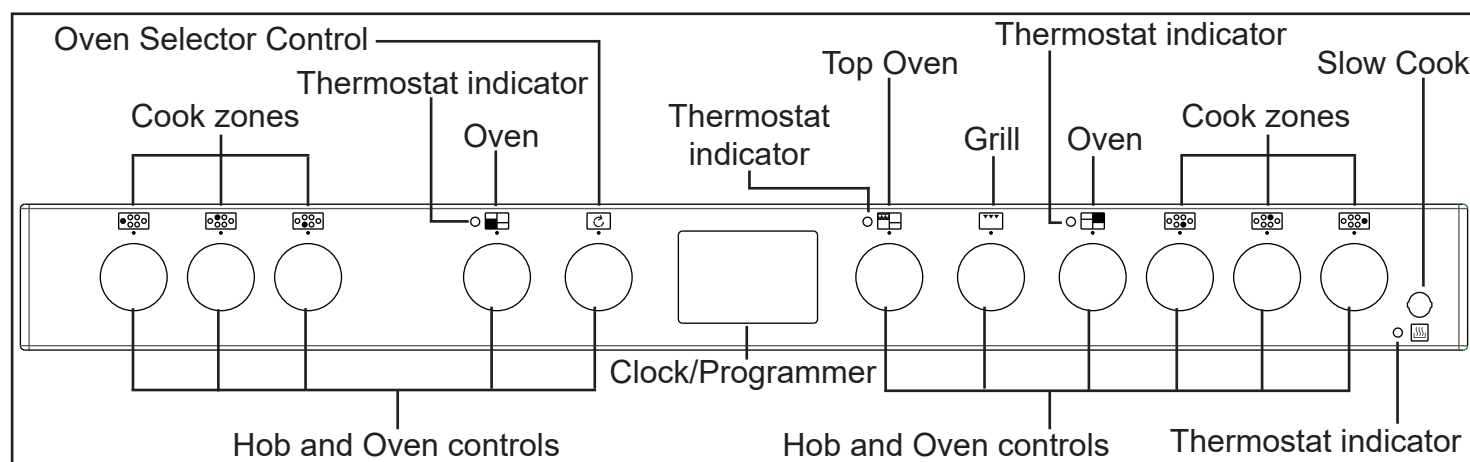 Oven Selector Control
Thermostat indicator
Cook zones
Oven
Thermostat
indicator
Top Oven
Grill
Thermostat indicator
Oven
Cook zones
Slow Cook
Clock/Programmer
Hob and Oven controls
Hob and Oven controls
Thermostat indicator